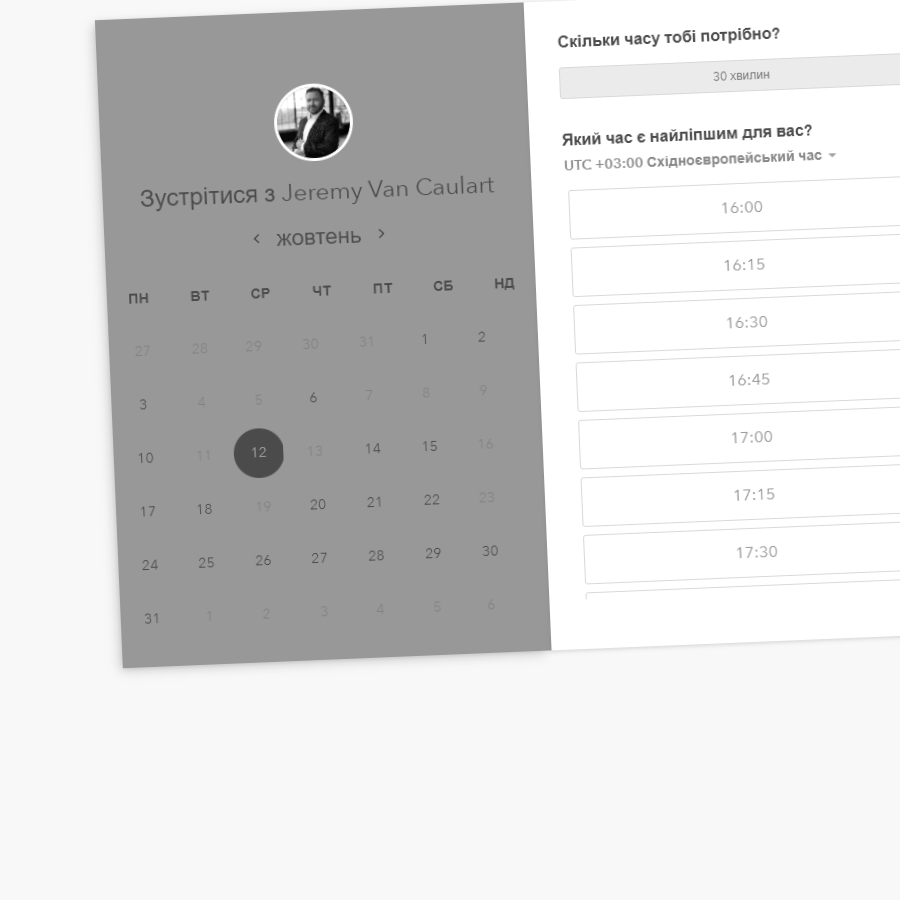 Зустрітися з Jeremy Van Caulart
жовтень
ПН ВТ СР ЧТ ПТ СБ НД
27 28 29 30 31 1 2
3 4 5 6 7 8 9
10 11 12 13 14 15 16
17 18 19 20 21 22 23
24 25 26 27 28 29 30
31 1 2 3 4 5 6
Скільки часу тобі потрібно?
30 хвилин
Який час є найліпшим для вас?
UTC +03:00 Східноєвропейський час
16:00
16:15
16:30
16:45
17:00
17:15
17:30